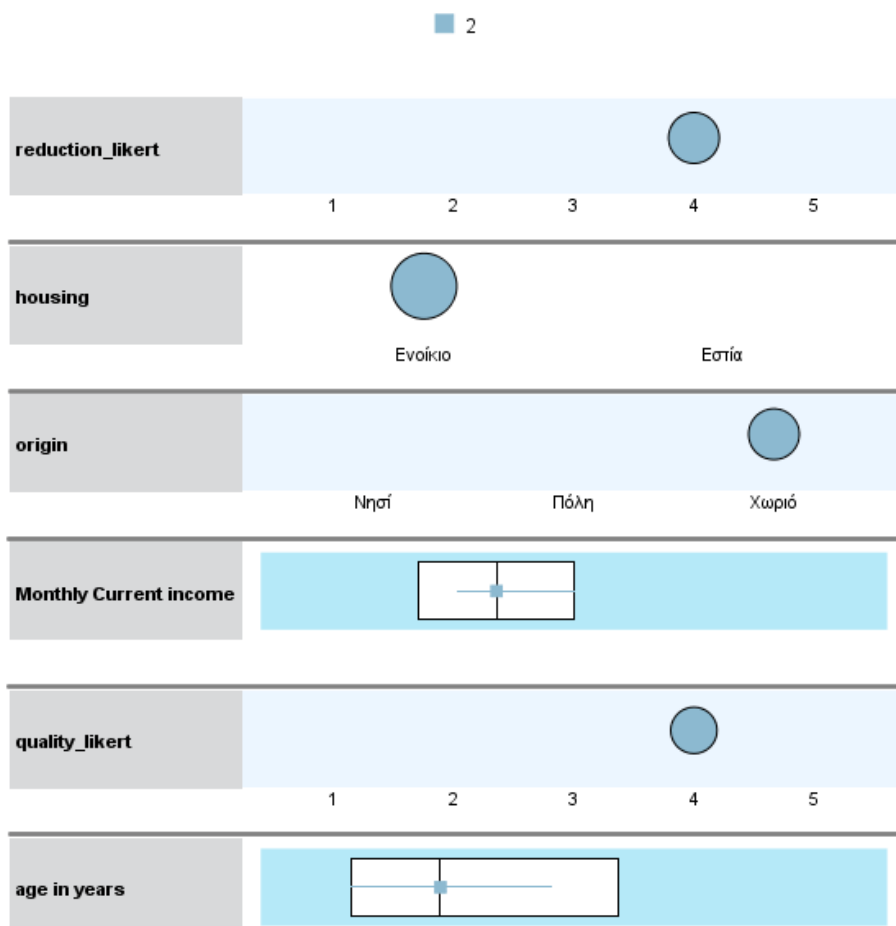 2
reduction_likert
1 2 3 4 5
housing
Ενοίκιο Εστία
origin
Νησί Πόλη Χωριό
Monthly Current income
quality_likert
1 2 3 4 5
age in years